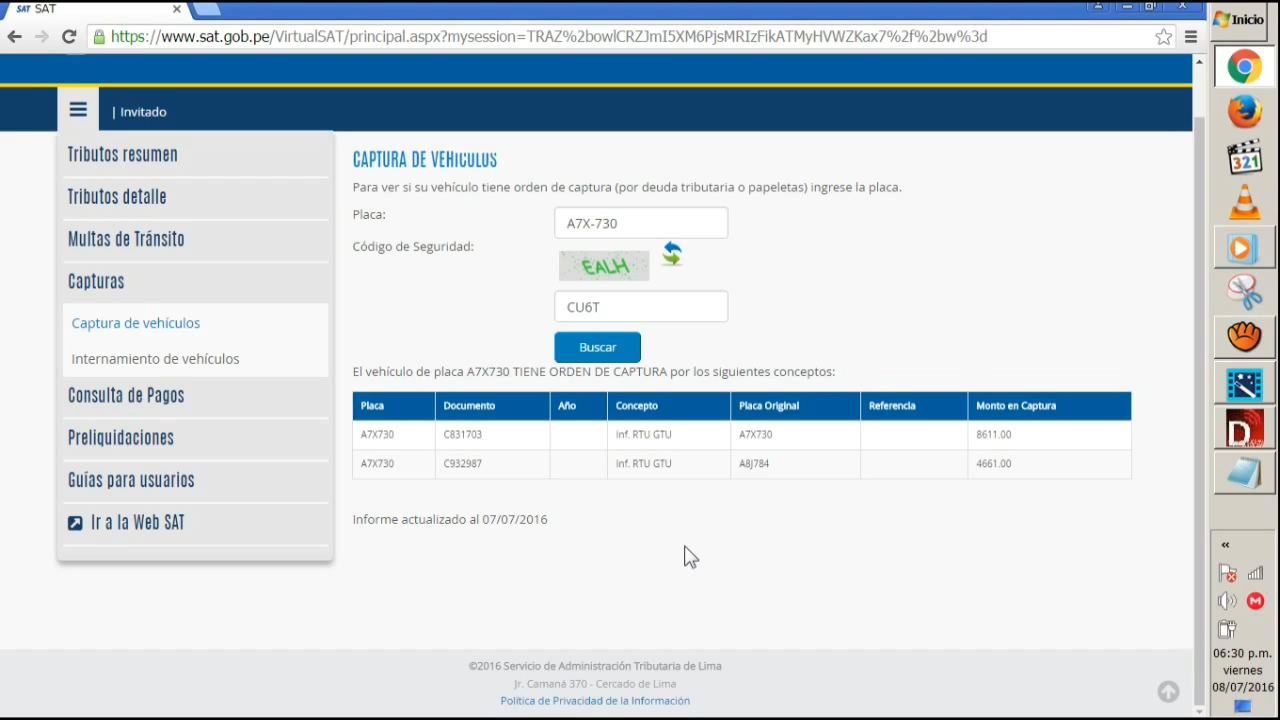 SAT SAT
https://www.sat.gob.pe/VirtualSAT/principal.aspx?mysession=TRAZ%2bowlCRZJmI5XM6PjsMRIzFikATMyHVWZKax7%2f%2bw%3d
Inicio
| Invitado
Tributos resumen
Tributos detalle
Multas de Tránsito
Capturas
Captura de vehículos
Internamiento de vehículos
Consulta de Pagos
Preliquidaciones
Guías para usuarios
Ir a la Web SAT
CAPTURA DE VEHICULOS
Para ver si su vehículo tiene orden de captura (por deuda tributaria o papeletas) ingrese la placa.
Placa:
A7X-730
Código de Seguridad:
EALH
CU6T
Buscar
El vehículo de placa A7X730 TIENE ORDEN DE CAPTURA por los siguientes conceptos:
Placa Documento Año Concepto Placa Original Referencia Monto en Captura
A7X730 C831703 Inf. RTU GTU A7X730 8611.00
A7X730 C932987 Inf. RTU GTU A8J784 4661.00
Informe actualizado al 07/07/2016
©2016 Servicio de Administración Tributaria de Lima
Jr. Camaná 370 - Cercado de Lima
Política de Privacidad de la Información
321
D
M
06:30 p.m.
viernes
08/07/2016